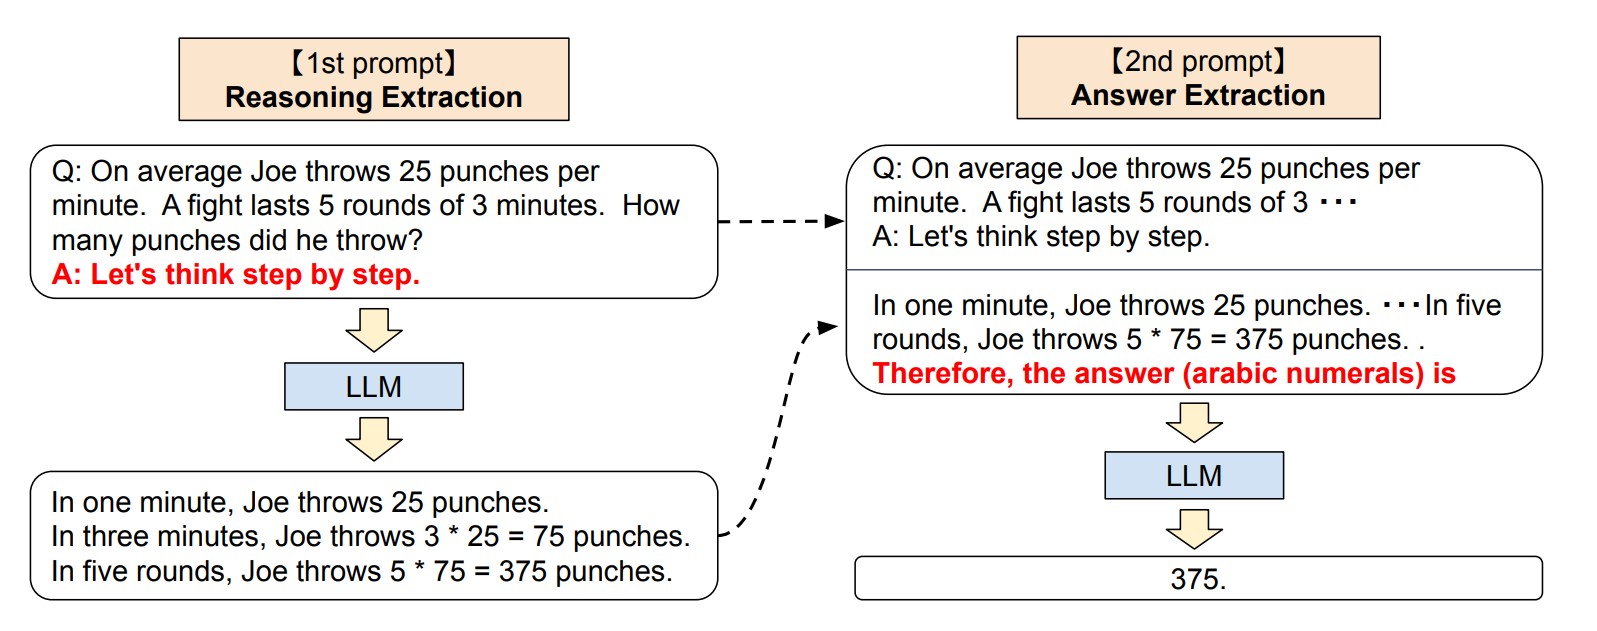 【1st prompt】
Reasoning Extraction
Q: On average Joe throws 25 punches per
minute.  A fight lasts 5 rounds of 3 minutes.  How
many punches did he throw?
A: Let's think step by step.
LLM
In one minute, Joe throws 25 punches.
In three minutes, Joe throws 3 * 25 = 75 punches.
In five rounds, Joe throws 5 * 75 = 375 punches.
【2nd prompt】
Answer Extraction
Q: On average Joe throws 25 punches per
minute.  A fight lasts 5 rounds of 3 ･･･
A: Let's think step by step.
In one minute, Joe throws 25 punches. ･･･In five
rounds, Joe throws 5 * 75 = 375 punches. .
Therefore, the answer (arabic numerals) is
LLM
375.